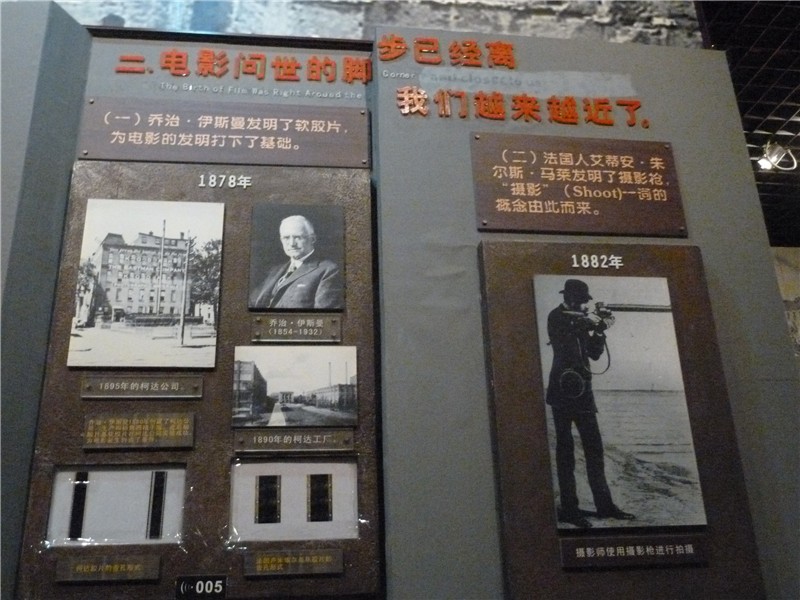 二.电影问世的脚步已经离
我们越来越近了。
The Birth of Film Was Right Around the
Corner
(一)乔治·伊斯曼发明了软胶片,
为电影的发明打下了基础。
1878年
乔治·伊斯曼
(1854-1932)
1895年的柯达公司。
1890年的柯达工厂。
005
(二)法国人艾蒂安·朱
尔斯·马莱发明了摄影枪,
“摄影”(Shoot)一词的
概念由此而来。
1882年
摄影师使用摄影枪进行拍摄